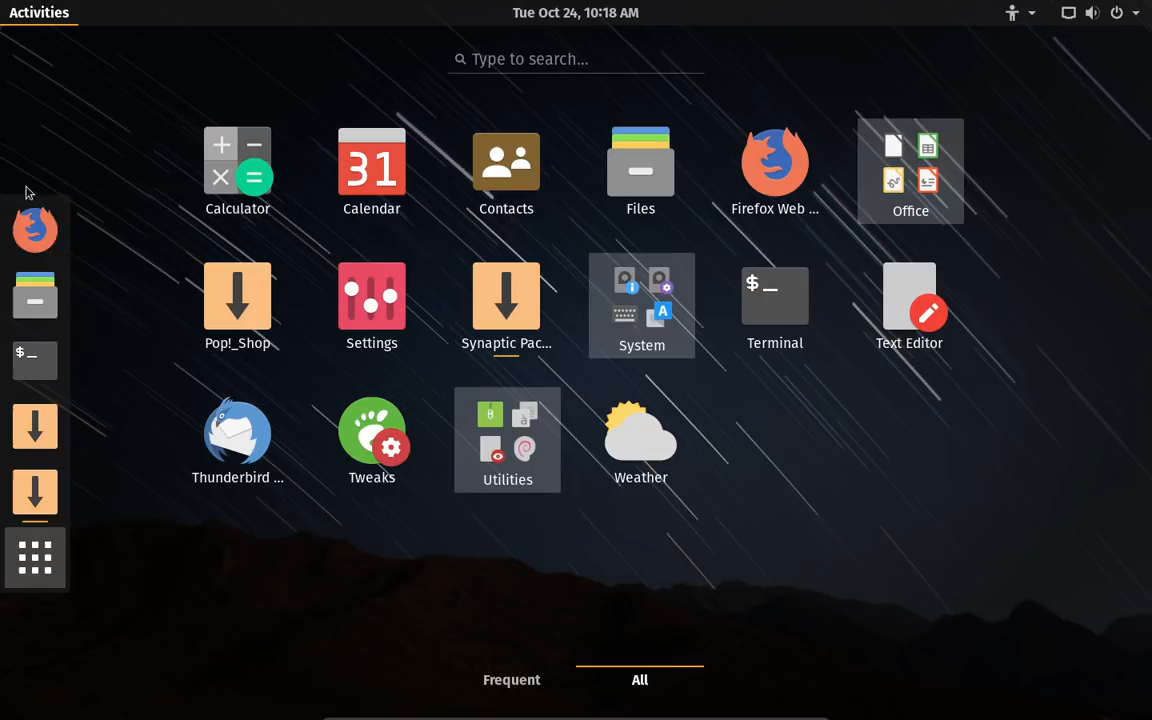 Activities
Tue Oct 24, 10:18 AM
Type to search...
Calculator
Calendar
31
Contacts
Files
Firefox Web ...
Office
Pop!_Shop
Settings
Synaptic Pac...
System
A
$_
Terminal
Text Editor
$_
Thunderbird ...
Tweaks
Utilities
Weather
Frequent
All